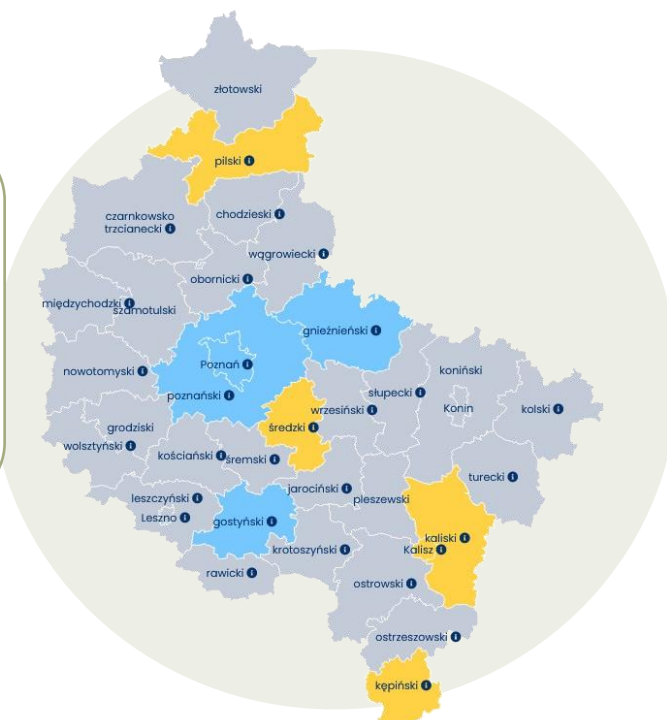 złotowski
pilski
czarnkowsko
trzcianecki
chodzieski
wągrowiecki
obornicki
międzychodzki
szamotulski
gnieźnieński
Poznań
poznański
nowotomyski
koniński
słupecki
Konin
kolski
wrzesiński
średzki
grodziski
wolsztyński
kościański
śremski
turecki
jarociński
pleszewski
leszczyński
Leszno
gostyński
kaliski
Kalisz
krotoszyński
rawicki
ostrowski
ostrzeszowski
kępiński